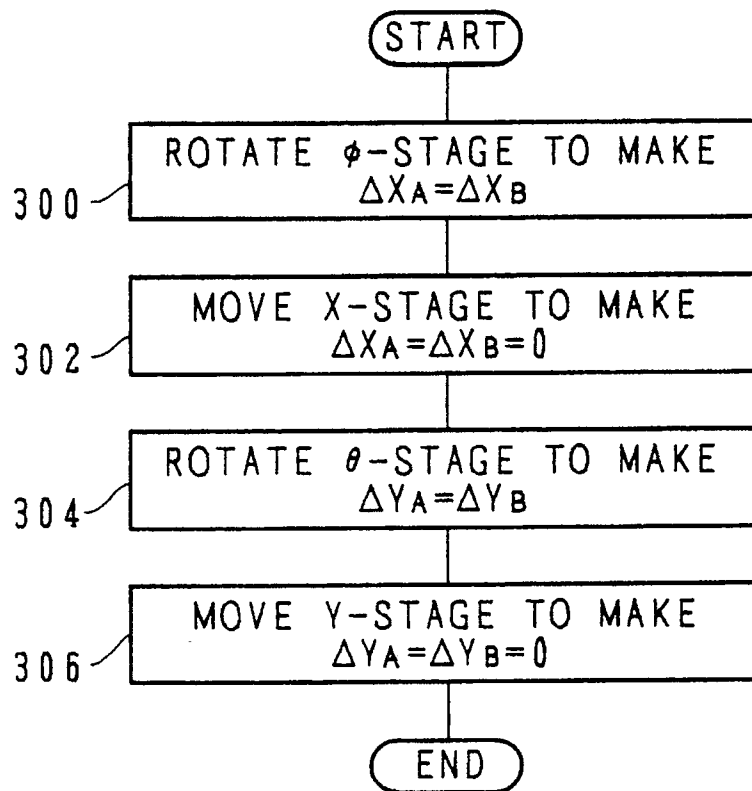 START
ROTATE φ-STAGE TO MAKE
ΔXA=ΔXB
300
MOVE X-STAGE TO MAKE
ΔXA=ΔXB=0
302
ROTATE θ-STAGE TO MAKE
ΔYA=ΔYB
304
MOVE Y-STAGE TO MAKE
ΔYA=ΔYB=0
306
END